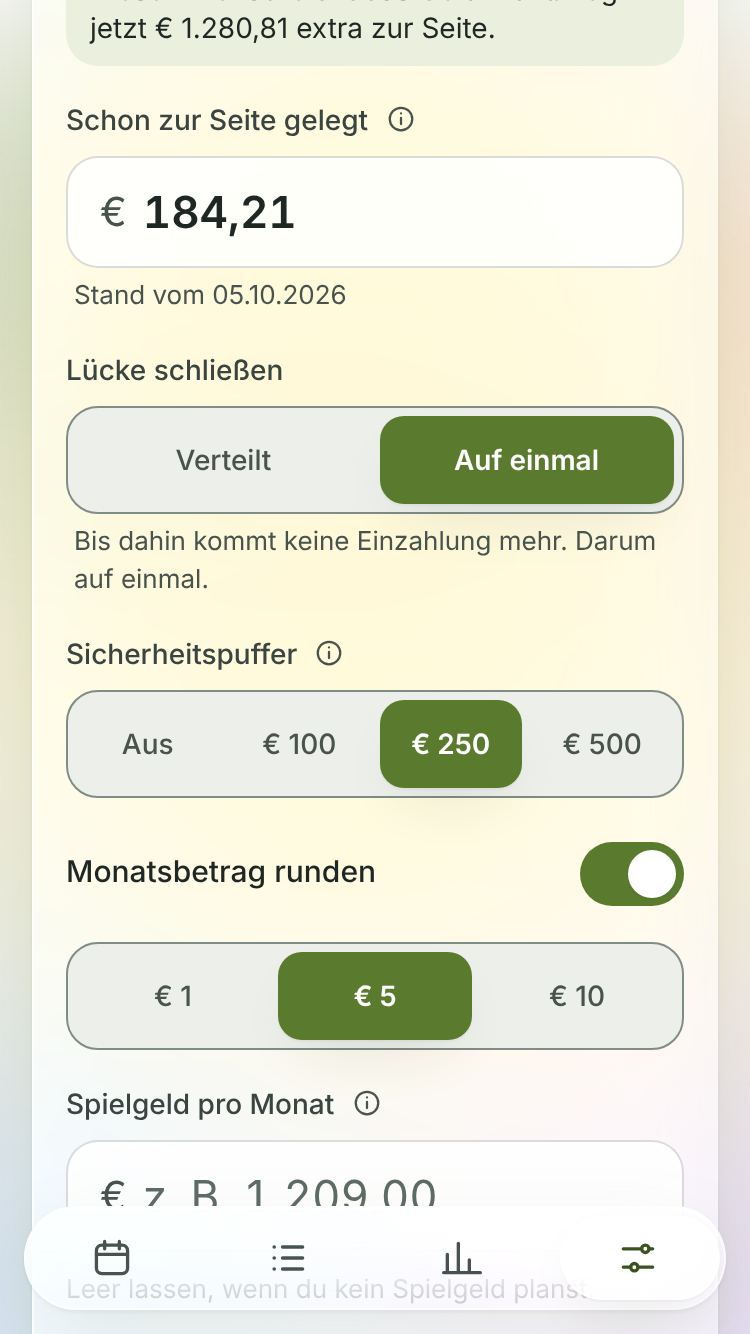 jetzt € 1.280,81 extra zur Seite.
Schon zur Seite gelegt
€ 184,21
Stand vom 05.10.2026
Lücke schließen
Verteilt
Auf einmal
Bis dahin kommt keine Einzahlung mehr. Darum
auf einmal.
Sicherheitspuffer
Aus
€ 100
€ 250
€ 500
Monatsbetrag runden
€ 1
€ 5
€ 10
Spielgeld pro Monat
€ z. B. 1.209,00
Leer lassen, wenn du kein Spielgeld planst.